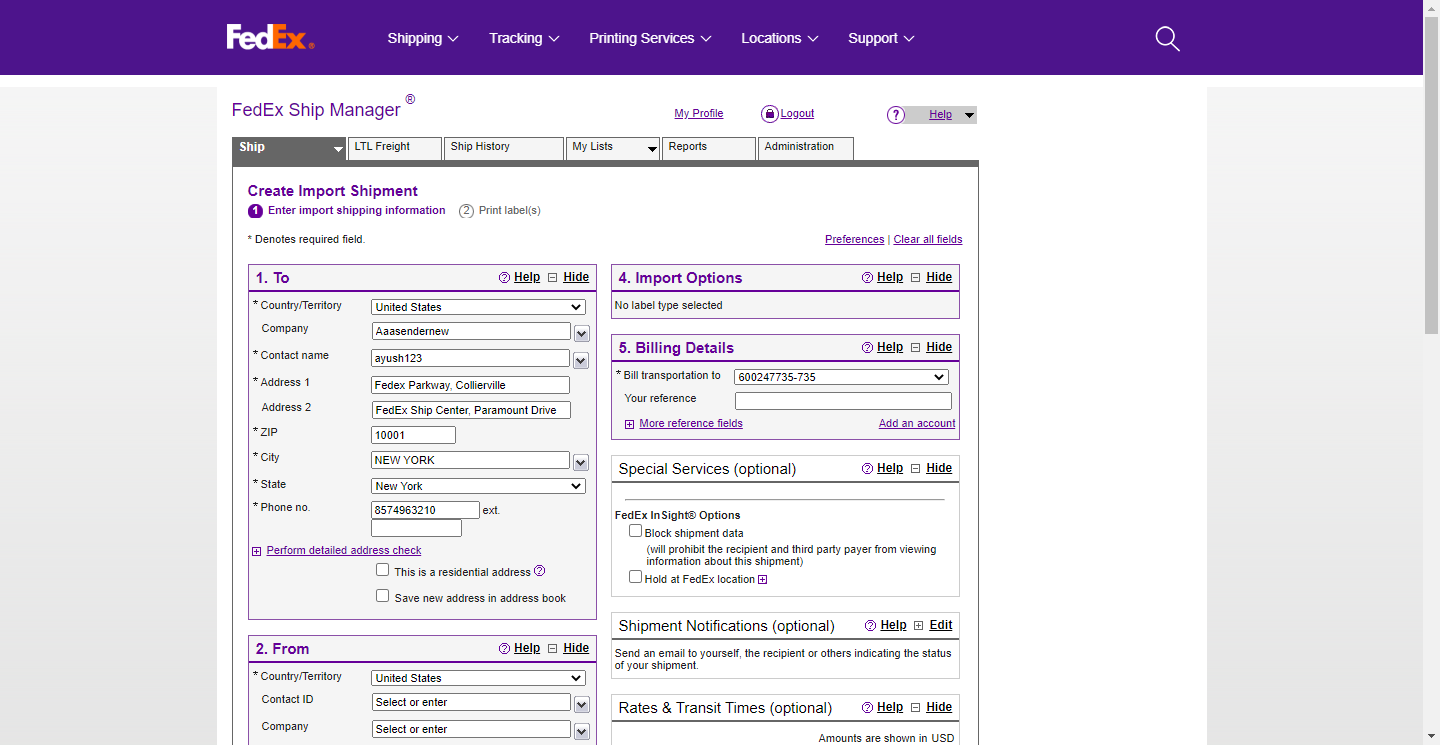 FedEx®
Shipping
Tracking
Printing Services
Locations
Support
FedEx Ship Manager ®
My Profile
Logout
? Help
Ship
LTL Freight
Ship History
My Lists
Reports
Administration
Create Import Shipment
1 Enter import shipping information
2 Print label(s)
* Denotes required field.
Preferences | Clear all fields
1. To
? Help Hide
* Country/Territory United States
Company Aaasendernew
* Contact name ayush123
* Address 1 Fedex Parkway, Collierville
Address 2 FedEx Ship Center, Paramount Drive
* ZIP 10001
* City NEW YORK
* State New York
* Phone no. 8574963210 ext.
Perform detailed address check
This is a residential address ?
Save new address in address book
2. From
? Help Hide
* Country/Territory United States
Contact ID Select or enter
Company Select or enter
4. Import Options
? Help Hide
No label type selected
5. Billing Details
? Help Hide
* Bill transportation to 600247735-735
Your reference
More reference fields
Add an account
Special Services (optional)
? Help Hide
FedEx InSight® Options
Block shipment data
(will prohibit the recipient and third party payer from viewing
information about this shipment)
Hold at FedEx location
Shipment Notifications (optional)
? Help Edit
Send an email to yourself, the recipient or others indicating the status
of your shipment.
Rates & Transit Times (optional)
? Help Hide
Amounts are shown in USD